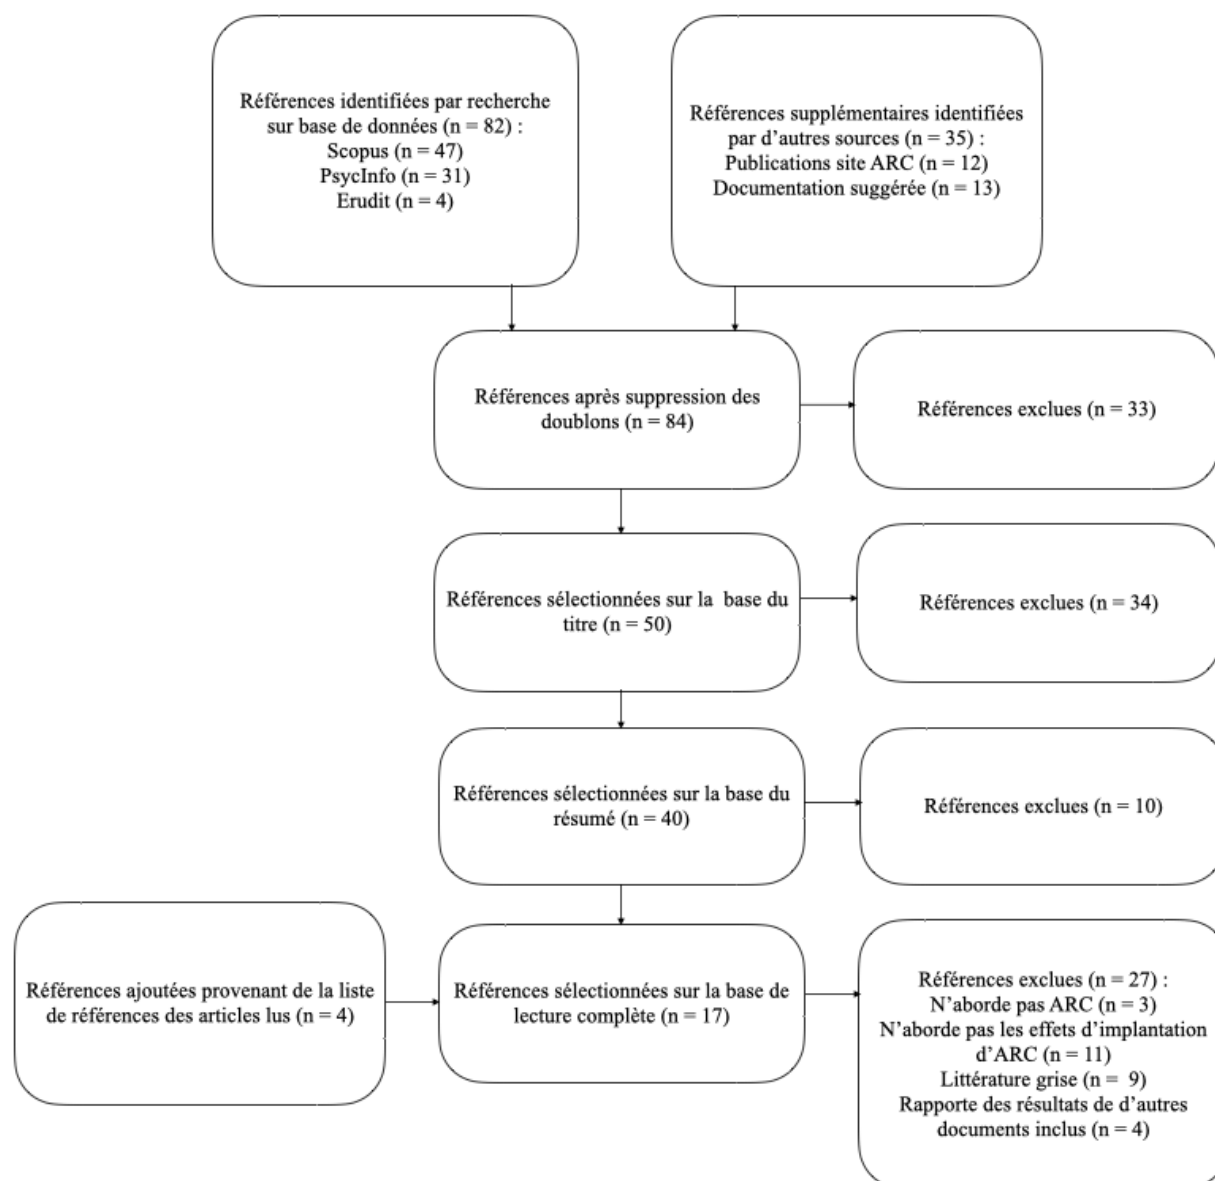 Références identifiées par recherche
sur base de données (n = 82) :
Scopus (n = 47)
PsycInfo (n = 31)
Erudit (n = 4)
Références supplémentaires identifiées
par d’autres sources (n = 35) :
Publications site ARC (n = 12)
Documentation suggérée (n = 13)
Références après suppression des
doublons (n = 84)
Références exclues (n = 33)
Références sélectionnées sur la base du
titre (n = 50)
Références exclues (n = 34)
Références sélectionnées sur la base du
résumé (n = 40)
Références exclues (n = 10)
Références ajoutées provenant de la liste
de références des articles lus (n = 4)
Références sélectionnées sur la base de
lecture complète (n = 17)
Références exclues (n = 27) :
N’aborde pas ARC (n = 3)
N’aborde pas les effets d’implantation
d’ARC (n = 11)
Littérature grise (n = 9)
Rapporte des résultats de d’autres
documents inclus (n = 4)